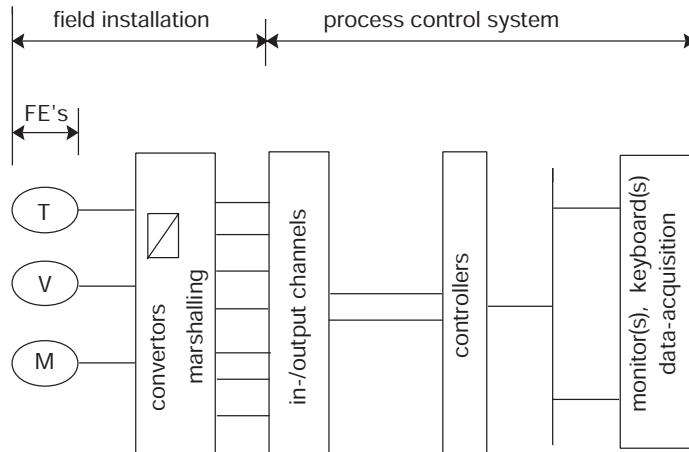 field installation
process control system
FE's
T
V
M
convertors
marshalling
in-/output channels
controllers
monitor(s), keyboard(s)
data-acquisition